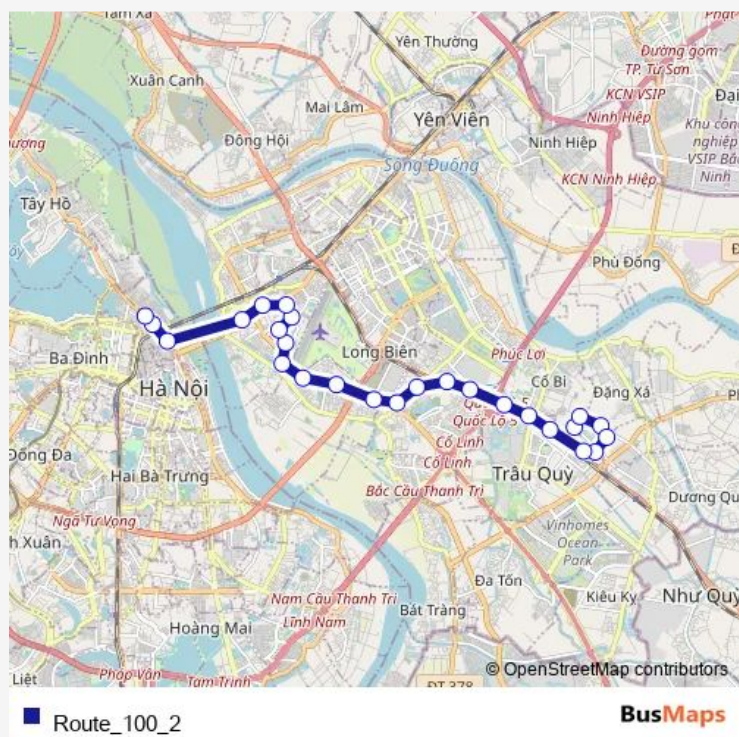 Tàm Xá
Yên Thường
Đường gom
TP. Từ Sơn
Xuân Canh
KCN VSIP
Ninh Hiệp
Đại
Mai Lâm
Yên Viên
Đông Hội
Ninh Hiệp
Khu công
nghiệp
VSIP Bắc
Ninh
Sông Đuống
KCN Ninh Hiệp
Tây Hồ
Phù Đổng
Ba Đình
Long Biên
Phúc Lợi
Hà Nội
Cổ Bi
Đặng Xá
Quốc Lộ 5
Đống Đa
Cổ Linh
Cổ Linh
Hai Bà Trưng
Trâu Quỳ
Bắc Cầu Thanh Trì
Dương Qu
Ngã Tư Vọng
h Xuân
Vinhomes
Ocean
Park
Đa Tốn
Nam Cầu Thanh Trì
Kiêu Kỵ
Như Quỳ
Lĩnh Nam
Bát Tràng
Hoàng Mai
Liệt
Pháp Vân
Tam Trinh
ĐT.378
© OpenStreetMap contributors
Route_100_2
BusMaps